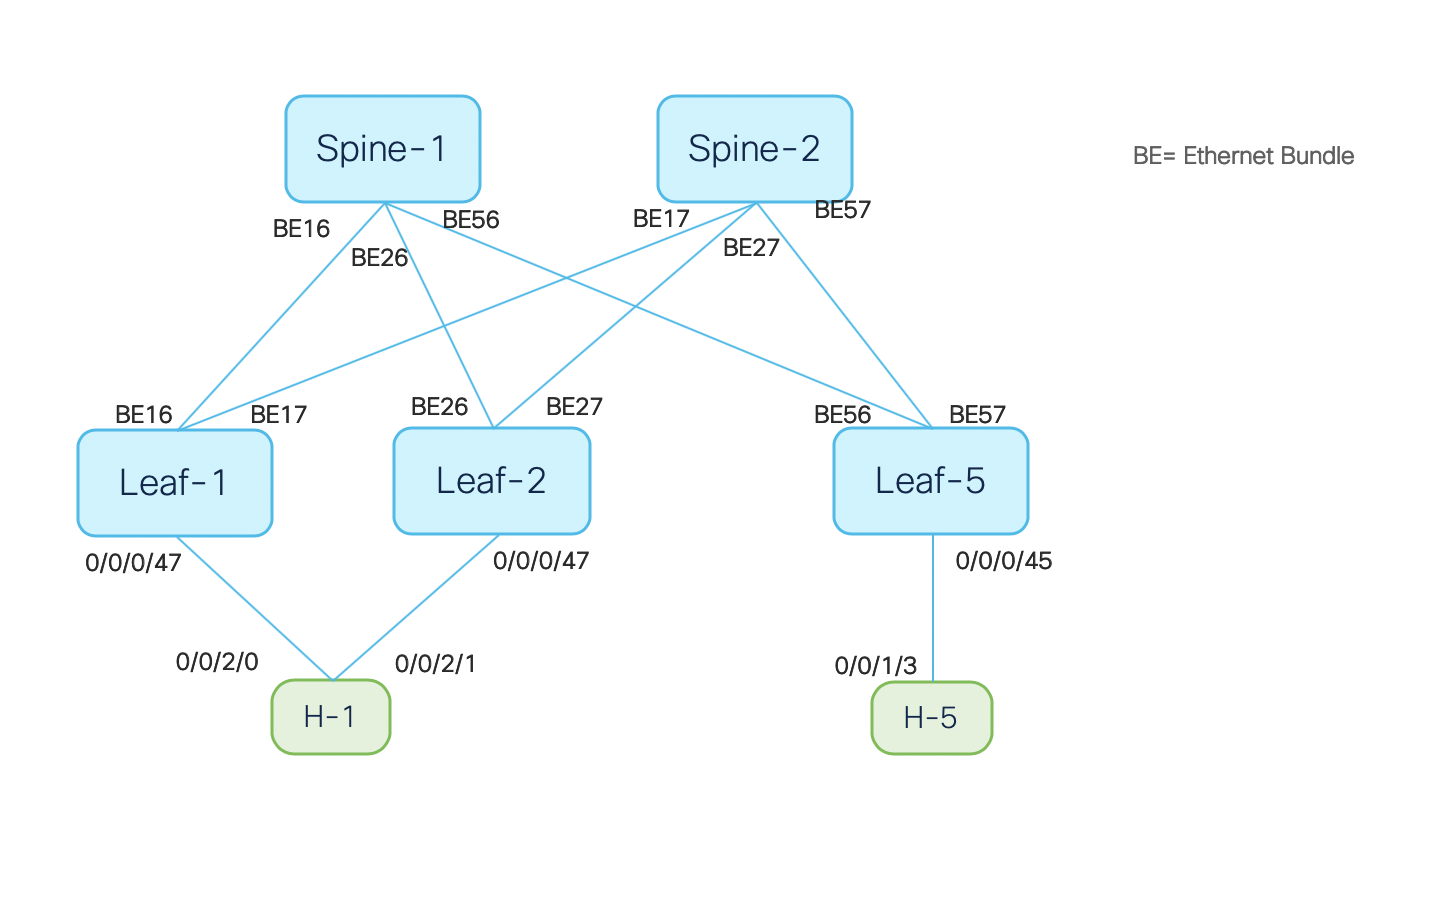 Spine-1
Spine-2
BE= Ethernet Bundle
BE16
BE26
BE56
BE17
BE27
BE57
BE16
BE17
BE26
BE27
BE56
BE57
Leaf-1
Leaf-2
Leaf-5
0/0/0/47
0/0/0/47
0/0/0/45
0/0/2/0
0/0/2/1
0/0/1/3
H-1
H-5